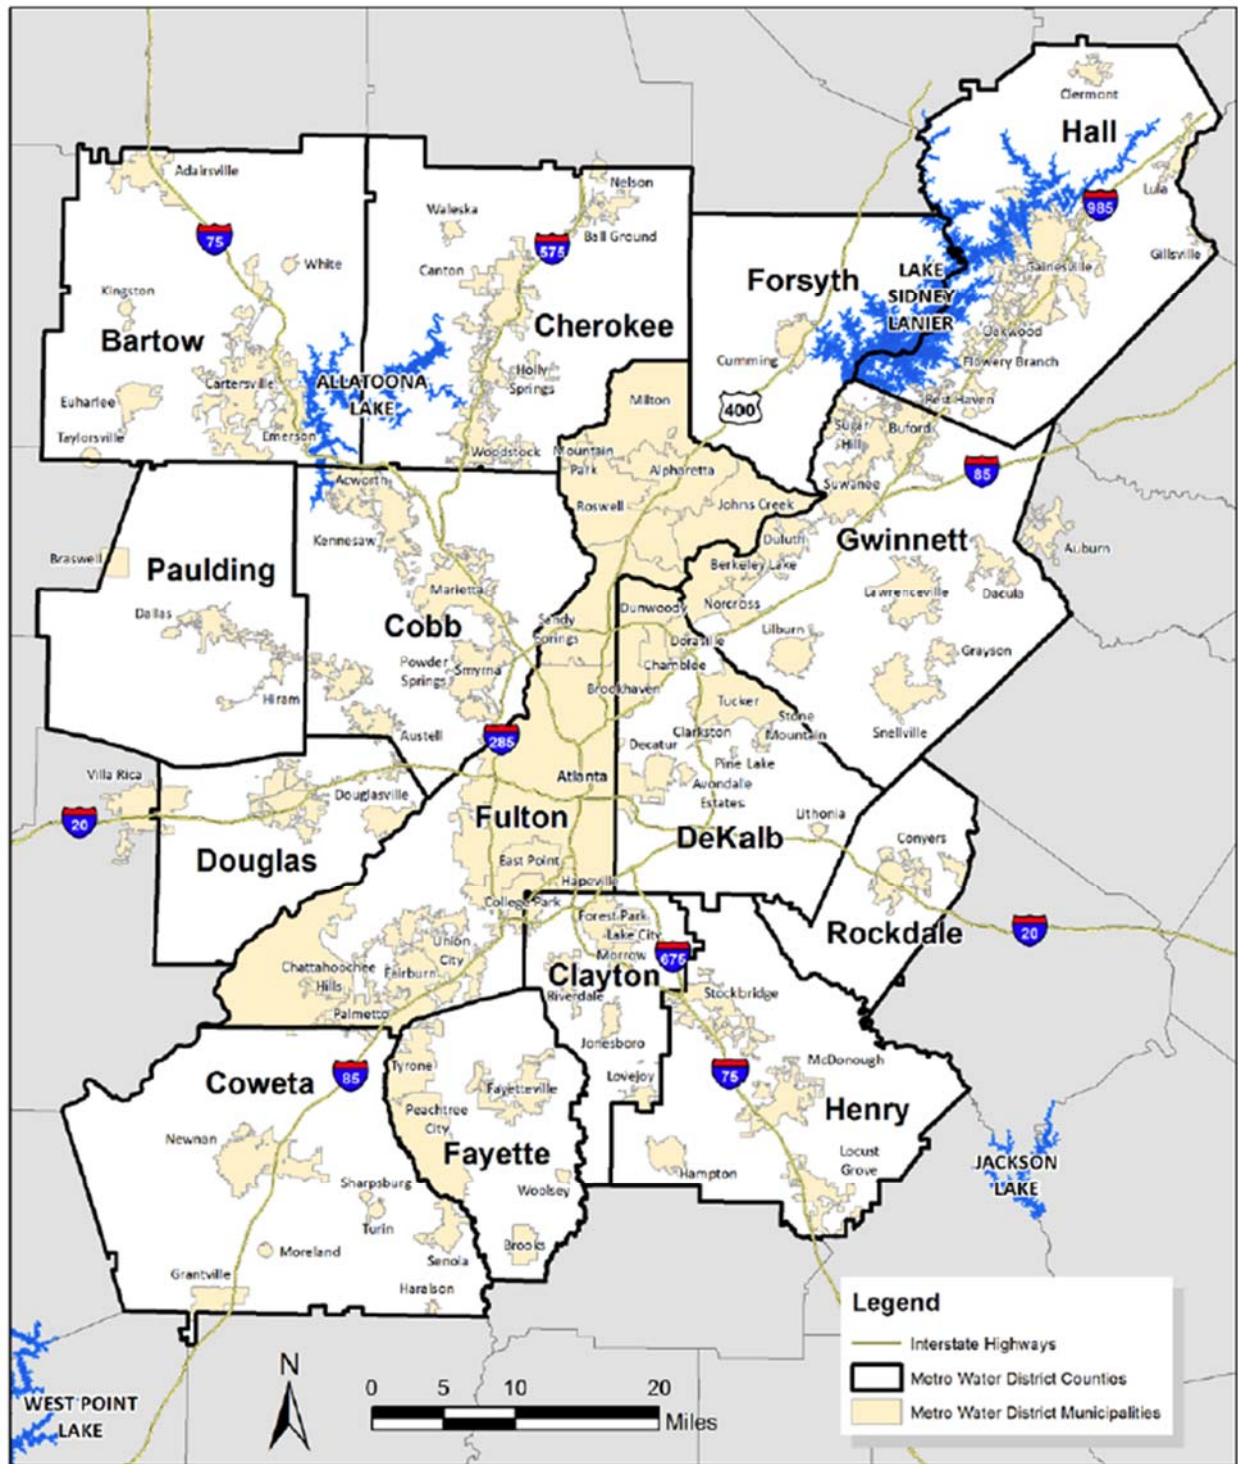 Clermont
Hall
Adairsville
Nelson
Lula
Waleska
985
75
575
Ball Ground
Gillsville
White
Canton
Gainesville
Forsyth
LAKE
SIDNEY
LANIER
Kingston
Cherokee
Bartow
Oakwood
Cumming
Flowery Branch
Holly
Springs
ALLATOONA
LAKE
Cartersville
Euharlee
Milton
400
Rest Haven
Taylorsville
Emerson
Sugar
Hill
Buford
Woodstock
Mountain
Park
Alpharetta
85
Acworth
Suwanee
Roswell
Johns Creek
Kennesaw
Duluth
Gwinnett
Auburn
Braswell
Paulding
Berkeley Lake
Marietta
Lawrenceville
Dacula
Dallas
Dunwoody
Norcross
Cobb
Sandy
Springs
Lilburn
Doraville
Grayson
Powder
Springs
Smyrna
Chamblee
Hiram
Brookhaven
Tucker
Stone
Mountain
Austell
285
Clarkston
Snellville
Decatur
Pine Lake
Villa Rica
Atlanta
Avondale
Estates
Douglasville
20
Fulton
Lithonia
DeKalb
Conyers
Douglas
East Point
Hapeville
College Park
Forest Park
Lake City
Rockdale
20
Union
City
Morrow
675
Chattahoochee
Hills
Fairburn
Clayton
Riverdale
Stockbridge
Palmetto
Jonesboro
Tyrone
McDonough
Coweta
85
Lovejoy
75
Fayetteville
Peachtree
City
Henry
Newnan
Fayette
Locust
Grove
JACKSON
LAKE
Hampton
Sharpsburg
Woolsey
Turin
Moreland
Brooks
Senoia
Grantville
Haralson
Legend
Interstate Highways
Metro Water District Counties
Metro Water District Municipalities
N
0 5 10 20
Miles
WEST POINT
LAKE